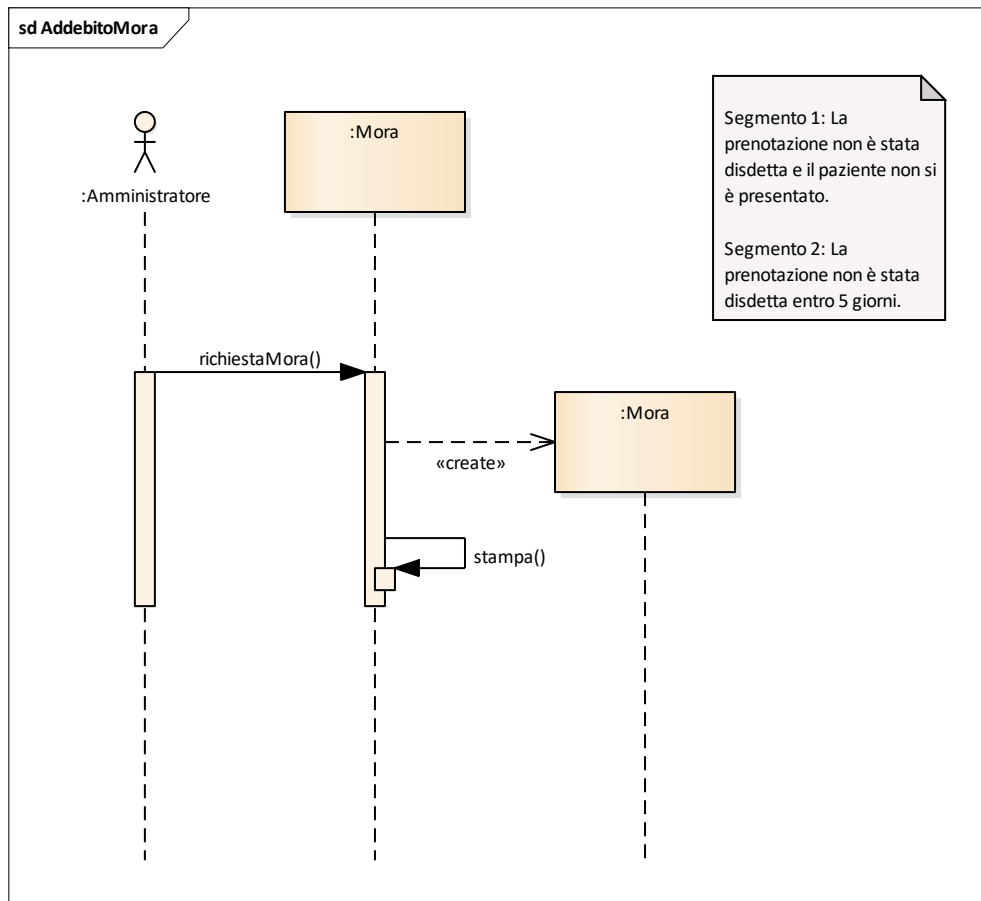 sd AddebitoMora
:Amministratore
:Mora
Segmento 1: La
prenotazione non è stata
disdetta e il paziente non si
è presentato.
Segmento 2: La
prenotazione non è stata
disdetta entro 5 giorni.
richiestaMora()
:Mora
«create»
stampa()